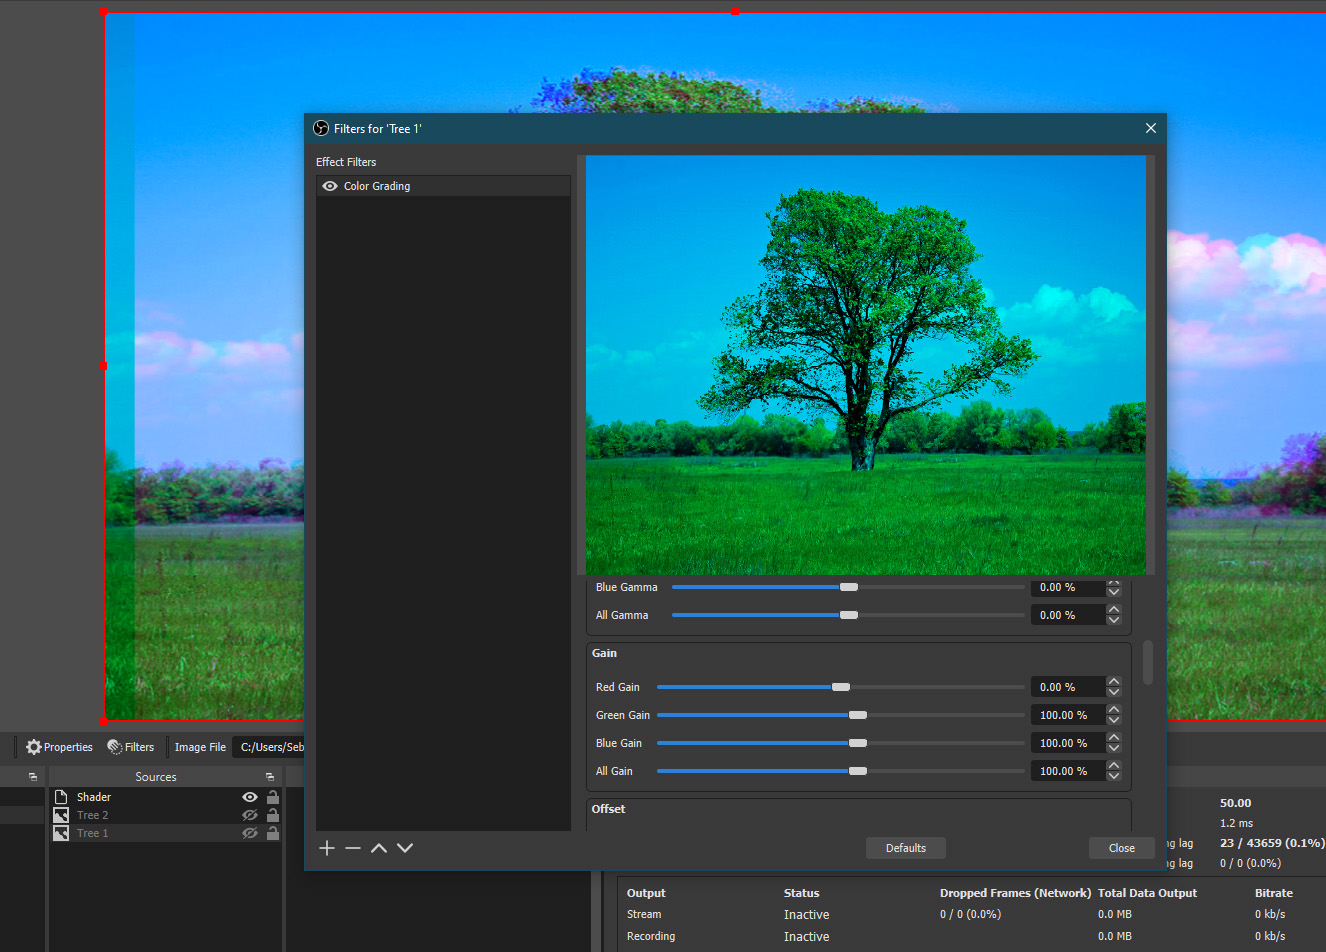 Filters for 'Tree 1'
Effect Filters
Color Grading
Blue Gamma 0.00 %
All Gamma 0.00 %
Gain
Red Gain 0.00 %
Green Gain 100.00 %
Blue Gain 100.00 %
All Gain 100.00 %
Offset
Defaults Close
Properties Filters Image File C:/Users/Seb
Sources
Shader
Tree 2
Tree 1
50.00
1.2 ms
lag 23 / 43659 (0.1%)
lag 0 / 0 (0.0%)
Output Status Dropped Frames (Network) Total Data Output Bitrate
Stream Inactive 0 / 0 (0.0%) 0.0 MB 0 kb/s
Recording Inactive 0.0 MB 0 kb/s